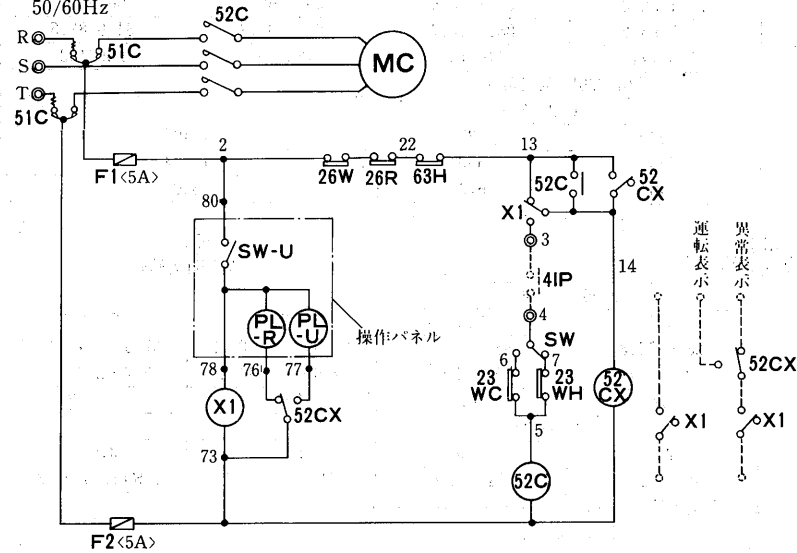 50/60Hz
R
S
T
51C
51C
52C
MC
F1<5A>
2
26W
26R
22
63H
13
52C
52
CX
X1
80
SW-U
3
41P
4
PL
-R
PL
-U
操作パネル
SW
6
7
23
WC
23
WH
5
52C
14
52
CX
78
76
77
X1
52CX
73
F2<5A>
運転表示
異常表示
52CX
X1
X1